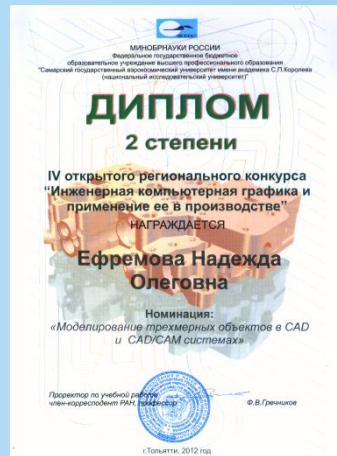 МИНОБРНАУКИ РОССИИ
Федеральное государственное бюджетное
образовательное учреждение высшего профессионального образования
"Самарский государственный аэрокосмический университет имени академика С.П.Королева
(национальный исследовательский университет)"
ДИПЛОМ
2 степени
IV открытого регионального конкурса
"Инженерная компьютерная графика и
применение ее в производстве"
НАГРАЖДАЕТСЯ
Ефремова Надежда
Олеговна
Номинация:
«Моделирование трехмерных объектов в CAD
и CAD/CAM системах»
Проректор по учебной работе
член-корреспондент РАН, профессор
Ф.В.Гречников
г.Тольятти, 2012 год